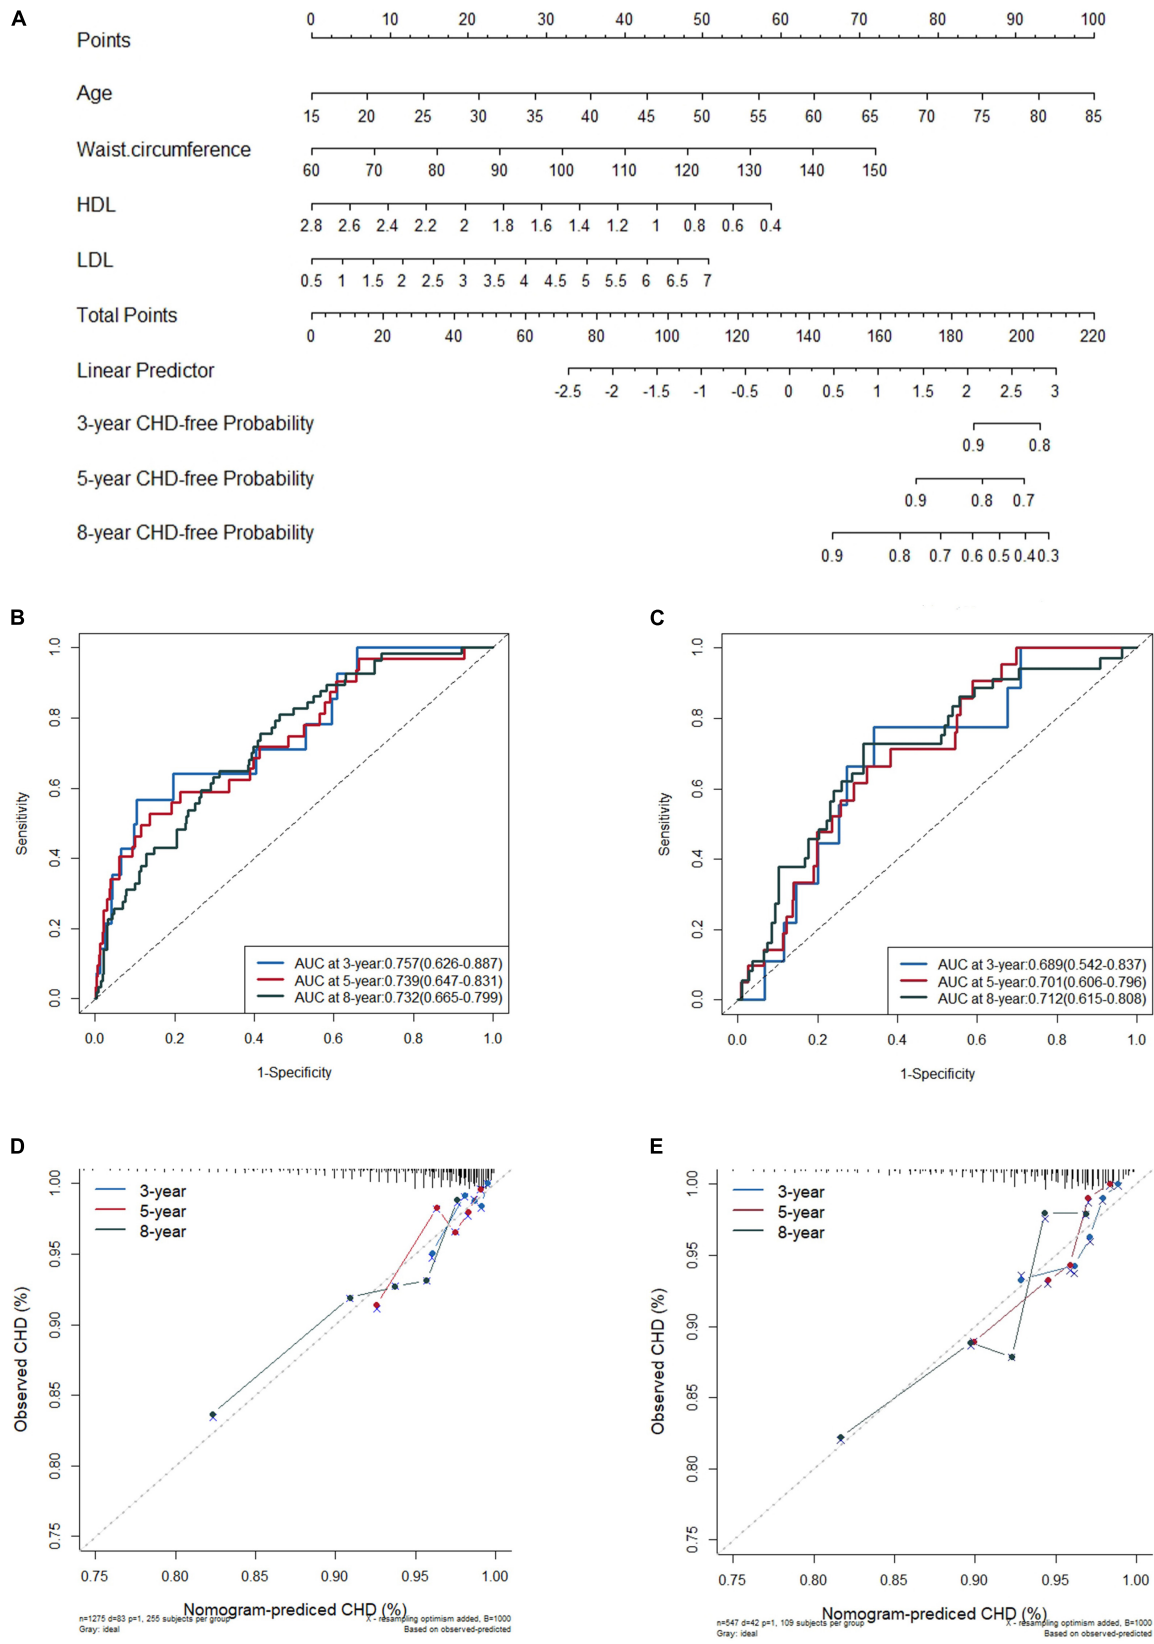 A
Points
0 10 20 30 40 50 60 70 80 90 100
Age
15 20 25 30 35 40 45 50 55 60 65 70 75 80 85
Waist.circumference
60 70 80 90 100 110 120 130 140 150
HDL
2.8 2.6 2.4 2.2 2 1.8 1.6 1.4 1.2 1 0.8 0.6 0.4
LDL
0.5 1 1.5 2 2.5 3 3.5 4 4.5 5 5.5 6 6.5 7
Total Points
0 20 40 60 80 100 120 140 160 180 200 220
Linear Predictor
-2.5 -2 -1.5 -1 -0.5 0 0.5 1 1.5 2 2.5 3
3-year CHD-free Probability
0.9 0.8
5-year CHD-free Probability
0.9 0.8 0.7
8-year CHD-free Probability
0.9 0.8 0.7 0.6 0.5 0.4 0.3
B
Sensitivity
1.0
0.8
0.6
0.4
0.2
0.0
AUC at 3-year:0.757(0.626-0.887)
AUC at 5-year:0.739(0.647-0.831)
AUC at 8-year:0.732(0.665-0.799)
0.0 0.2 0.4 0.6 0.8 1.0
1-Specificity
C
Sensitivity
1.0
0.8
0.6
0.4
0.2
0.0
AUC at 3-year:0.689(0.542-0.837)
AUC at 5-year:0.701(0.606-0.796)
AUC at 8-year:0.712(0.615-0.808)
0.0 0.2 0.4 0.6 0.8 1.0
1-Specificity
D
Observed CHD (%)
1.00
0.95
0.90
0.85
0.80
0.75
3-year
5-year
8-year
0.75 0.80 0.85 0.90 0.95 1.00
Nomogram-prediced CHD (%)
n=1275 d=83 p=1, 255 subjects per group
Gray: ideal
X - resampling optimism added, B=1000
Based on observed-predicted
E
Observed CHD (%)
1.00
0.95
0.90
0.85
0.80
0.75
3-year
5-year
8-year
0.75 0.80 0.85 0.90 0.95 1.00
Nomogram-prediced CHD (%)
n=547 d=42 p=1, 109 subjects per group
Gray: ideal
X - resampling optimism added, B=1000
Based on observed-predicted